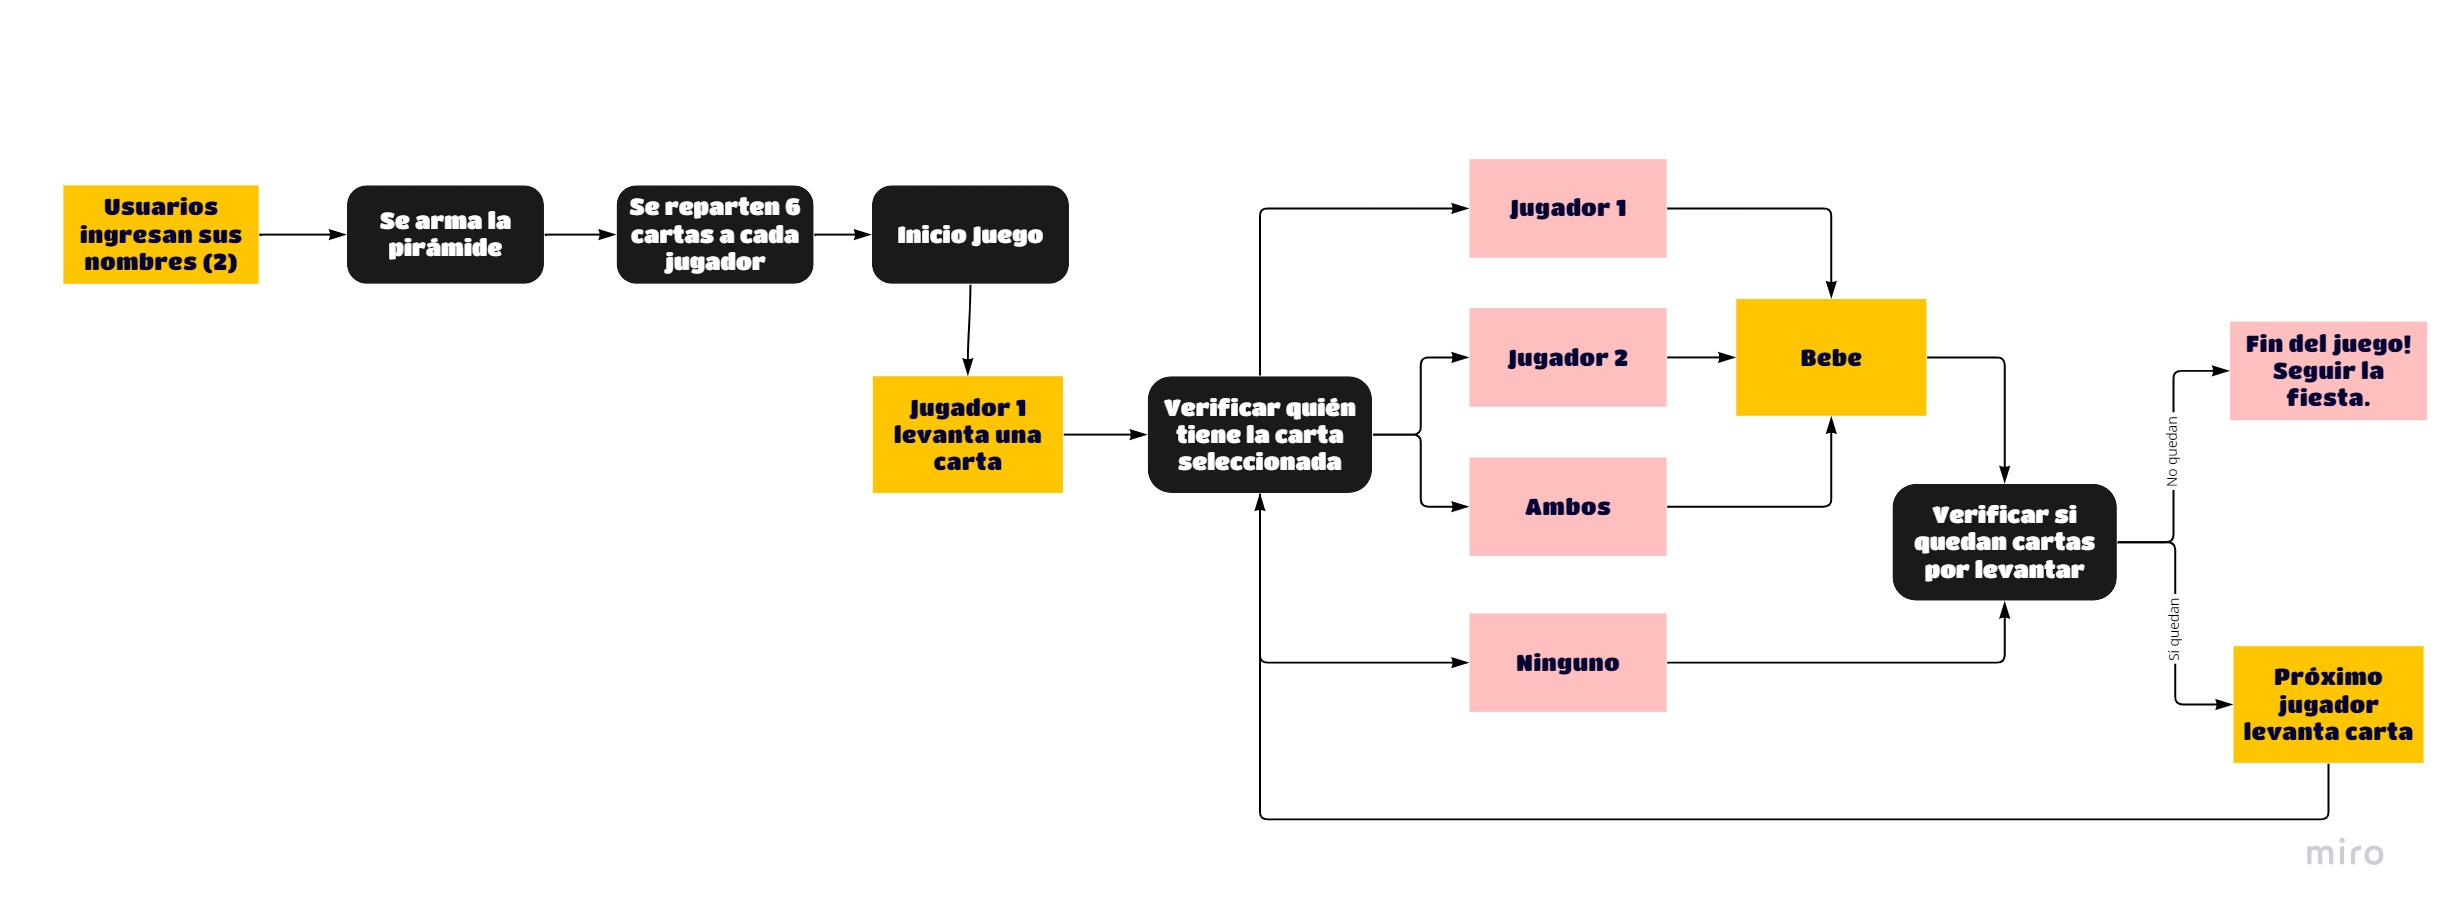 Usuarios
ingresan sus
nombres (2)
Se arma la
pirámide
Se reparten 6
cartas a cada
jugador
Inicio Juego
Jugador 1
levanta una
carta
Verificar quién
tiene la carta
seleccionada
Jugador 1
Jugador 2
Ambos
Ninguno
Bebe
Verificar si
quedan cartas
por levantar
No quedan
Sí quedan
Fin del juego!
Seguir la
fiesta.
Próximo
jugador
levanta carta
miro